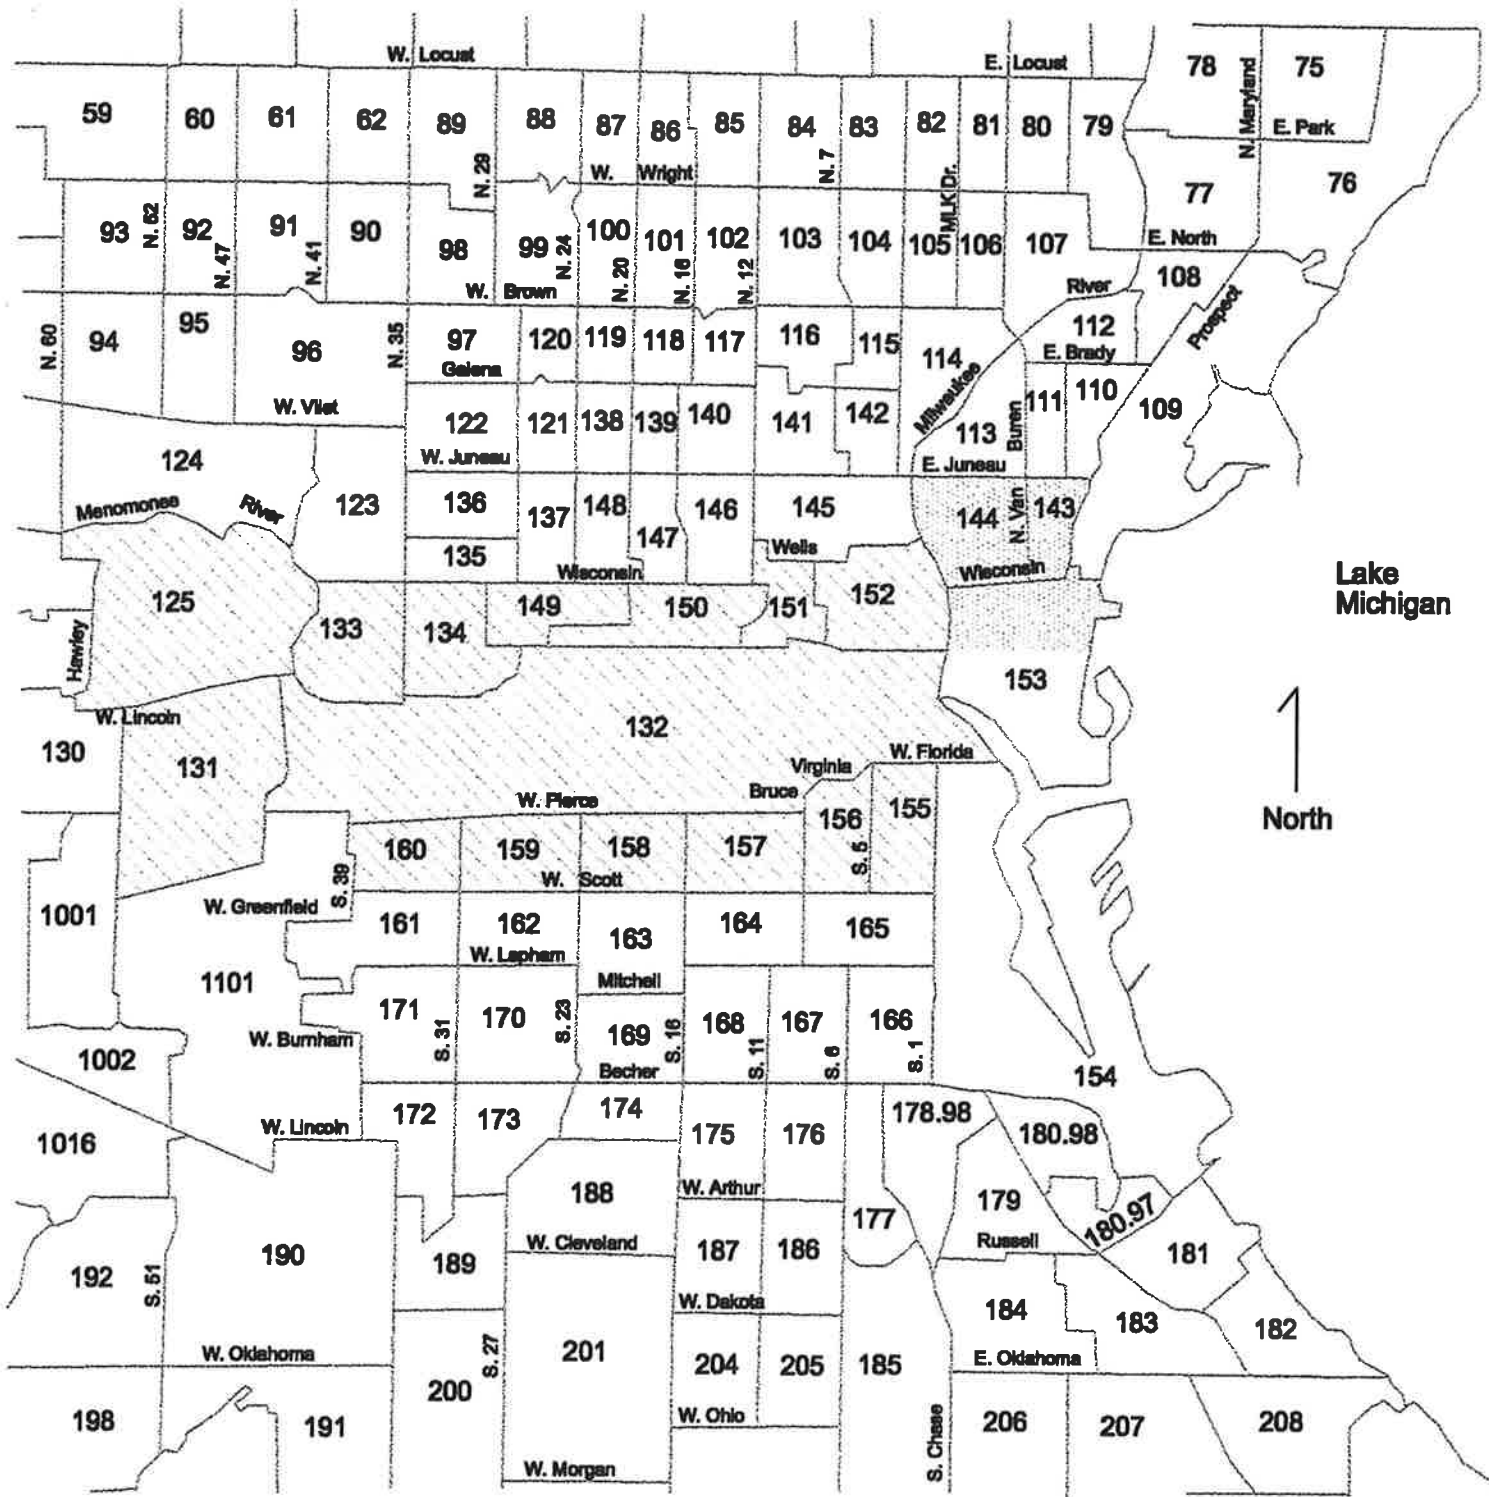 W. Locust
E. Locust
78
N. Maryland
75
59
60
61
62
89
88
87
86
85
84
83
82
81
80
79
E. Park
N. 29
W. Wright
N. 7
MLK Dr.
77
76
93
N. 52
92
N. 47
91
N. 41
90
98
99
N. 24
100
N. 20
101
N. 16
102
N. 12
103
104
105
106
107
E. North
108
W. Brown
River
Prospect
N. 60
94
95
96
N. 35
97
Galena
120
119
118
117
116
115
114
Milwaukee
112
E. Brady
W. Vliet
122
121
138
139
140
141
142
113
N. Van Buren
111
110
109
W. Juneau
E. Juneau
124
Menomonee River
123
136
135
137
148
147
146
145
Wells
144
143
Wisconsin
Wisconsin
Lake
Michigan
125
Hawley
133
134
149
150
151
152
153
W. Lincoln
130
131
132
W. Florida
Virginia
Bruce
W. Pierce
North
160
159
158
157
156
S. 5
155
S. 39
W. Scott
W. Greenfield
1001
161
162
163
164
165
W. Lapham
Mitchell
1101
171
S. 31
170
S. 23
169
S. 16
168
S. 11
167
S. 6
166
S. 1
W. Burnham
Becher
1002
154
172
173
174
175
176
178.98
180.98
W. Lincoln
1016
188
W. Arthur
177
179
180.97
Russell
181
W. Cleveland
192
S. 51
190
189
187
186
W. Dakota
184
183
182
W. Oklahoma
S. 27
201
204
205
185
E. Oklahoma
200
198
191
W. Ohio
S. Chase
206
207
208
W. Morgan